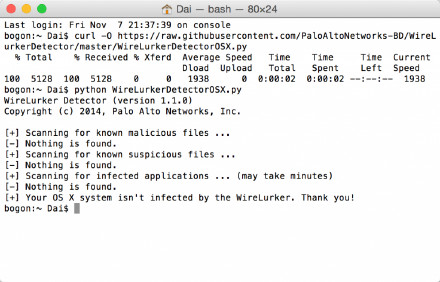 Dai — bash — 80×24
Last login: Fri Nov  7 21:37:39 on console
bogon:~ Dai$ curl -O https://raw.githubusercontent.com/PaloAltoNetworks-BD/WireL
urkerDetector/master/WireLurkerDetectorOSX.py
  % Total    % Received % Xferd  Average Speed   Time    Time     Time  Current
                                 Dload  Upload   Total   Spent    Left  Speed
100  5128  100  5128    0     0   1938      0  0:00:02  0:00:02 --:--:--  1938
bogon:~ Dai$ python WireLurkerDetectorOSX.py
WireLurker Detector (version 1.1.0)
Copyright (c) 2014, Palo Alto Networks, Inc.
[+] Scanning for known malicious files ...
[-] Nothing is found.
[+] Scanning for known suspicious files ...
[-] Nothing is found.
[+] Scanning for infected applications ... (may take minutes)
[-] Nothing is found.
[+] Your OS X system isn't infected by the WireLurker. Thank you!
bogon:~ Dai$